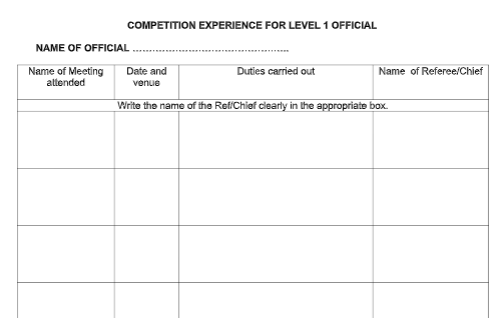 COMPETITION EXPERIENCE FOR LEVEL 1 OFFICIAL
NAME OF OFFICIAL ................................................
Name of Meeting attended
Date and venue
Duties carried out
Name of Referee/Chief
Write the name of the Ref/Chief clearly in the appropriate box.